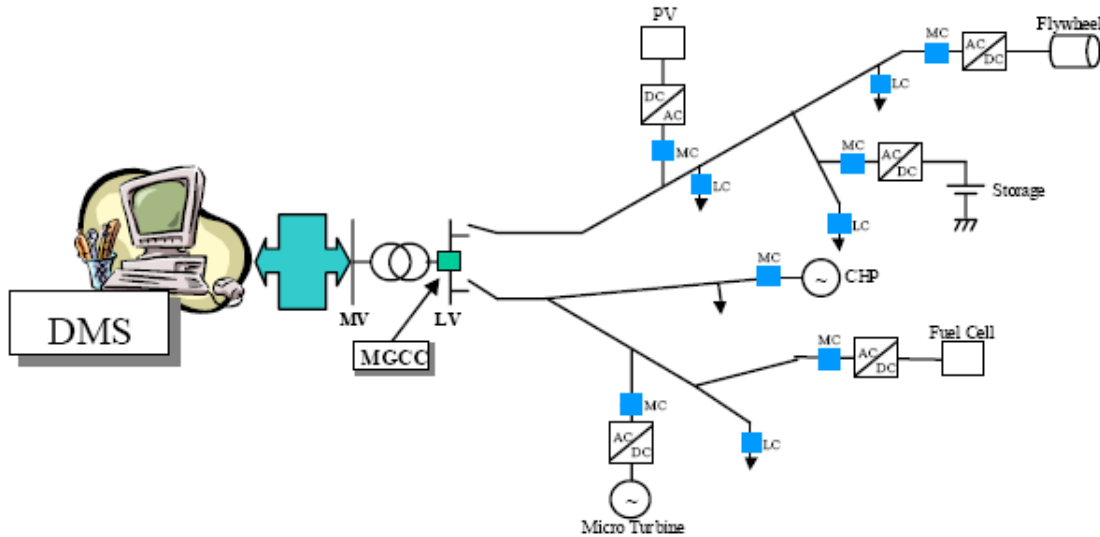 PV
DC
AC
MC
LC
LC
MC
AC
DC
Flywheel
MC
AC
DC
Storage
LC
DMS
MV
LV
MGCC
MC
~
CHP
MC
AC
DC
Fuel Cell
MC
AC
DC
~
Micro Turbine
LC